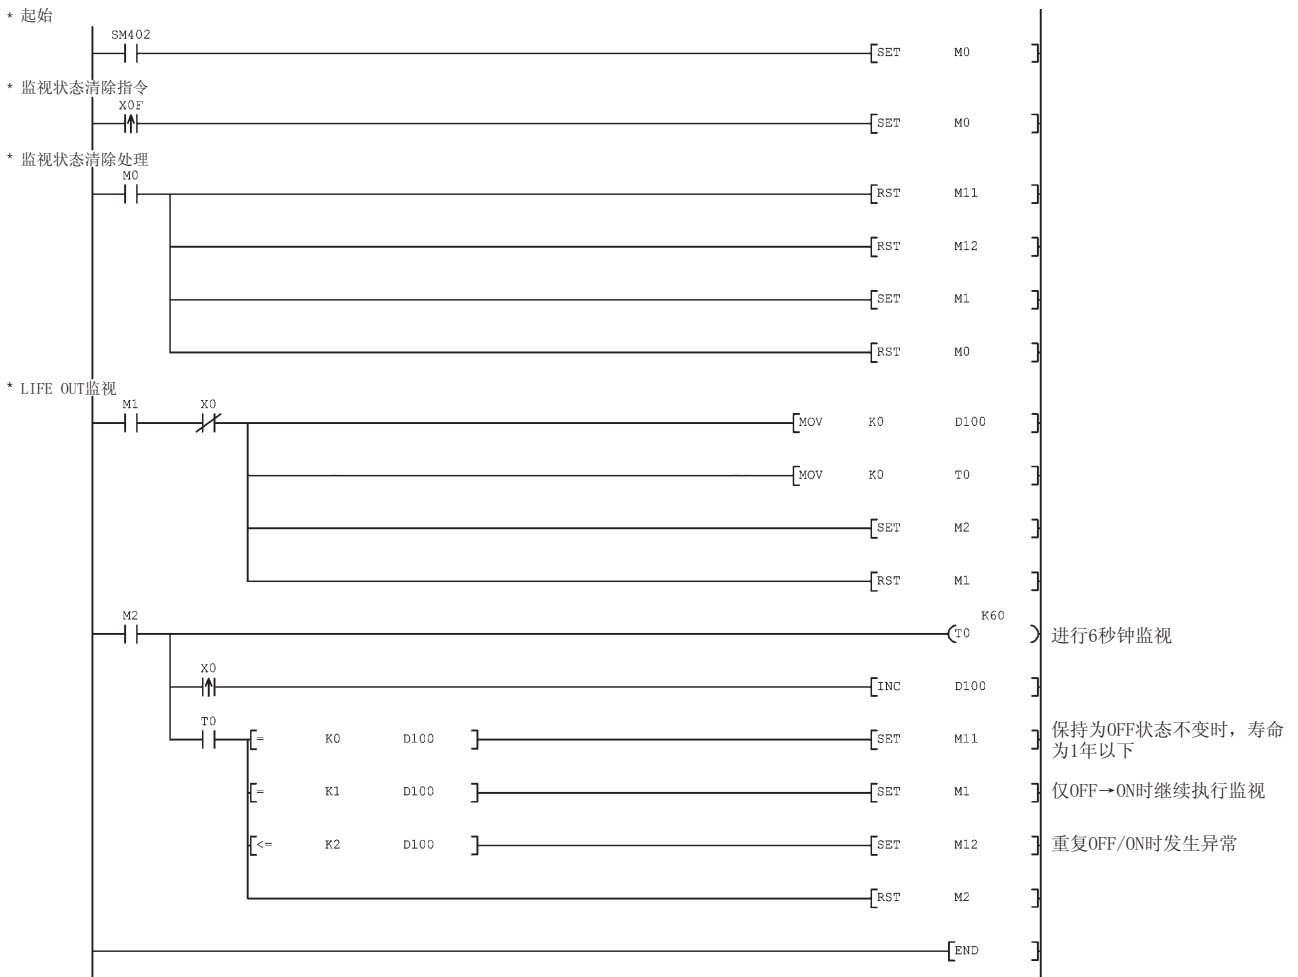 * 起始
SM402
SET M0
* 监视状态清除指令
X0F
SET M0
* 监视状态清除处理
M0
RST M11
RST M12
SET M1
RST M0
* LIFE OUT监视
M1 X0
MOV K0 D100
MOV K0 T0
SET M2
RST M1
M2 K60
T0 进行6秒钟监视
X0
INC D100
T0
= K0 D100 SET M11
保持为OFF状态不变时，寿命
为1年以下
= K1 D100 SET M1 仅OFF→ON时继续执行监视
<= K2 D100 SET M12 重复OFF/ON时发生异常
RST M2
END